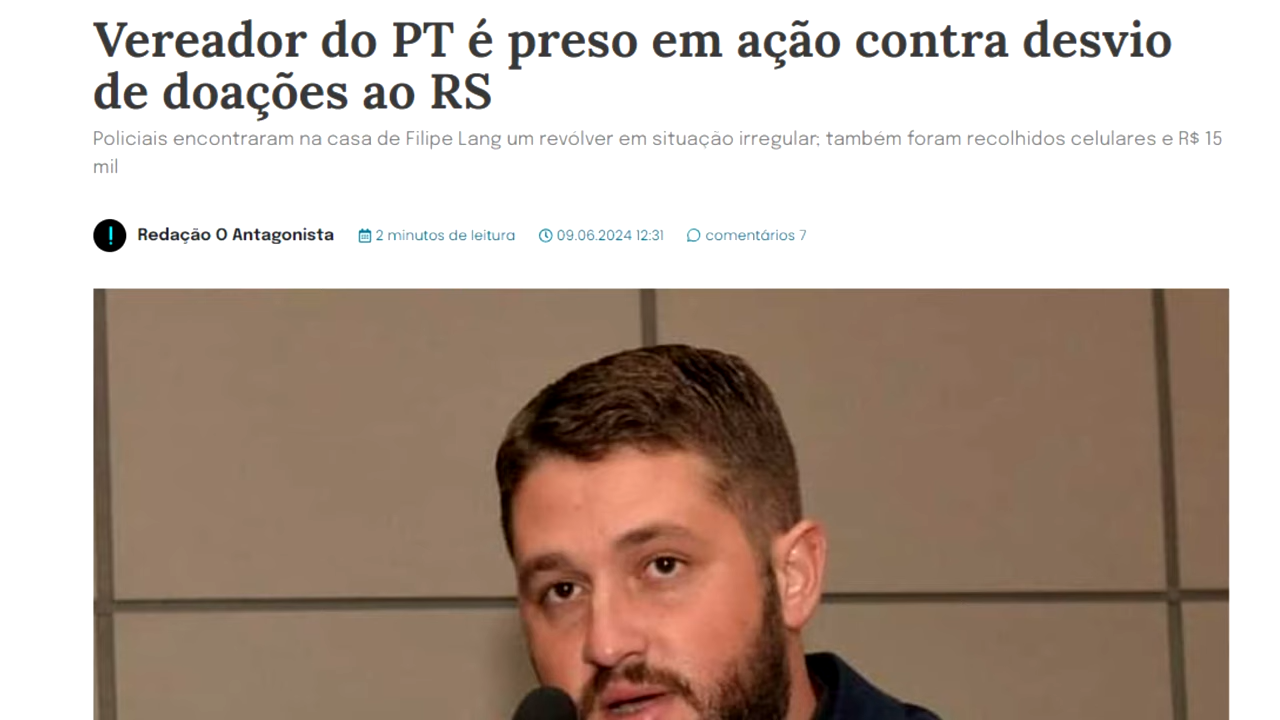 Vereador do PT é preso em ação contra desvio
de doações ao RS
Policiais encontraram na casa de Filipe Lang um revólver em situação irregular; também foram recolhidos celulares e R$ 15
mil
Redação O Antagonista 2 minutos de leitura 09.06.2024 12:31 comentários 7